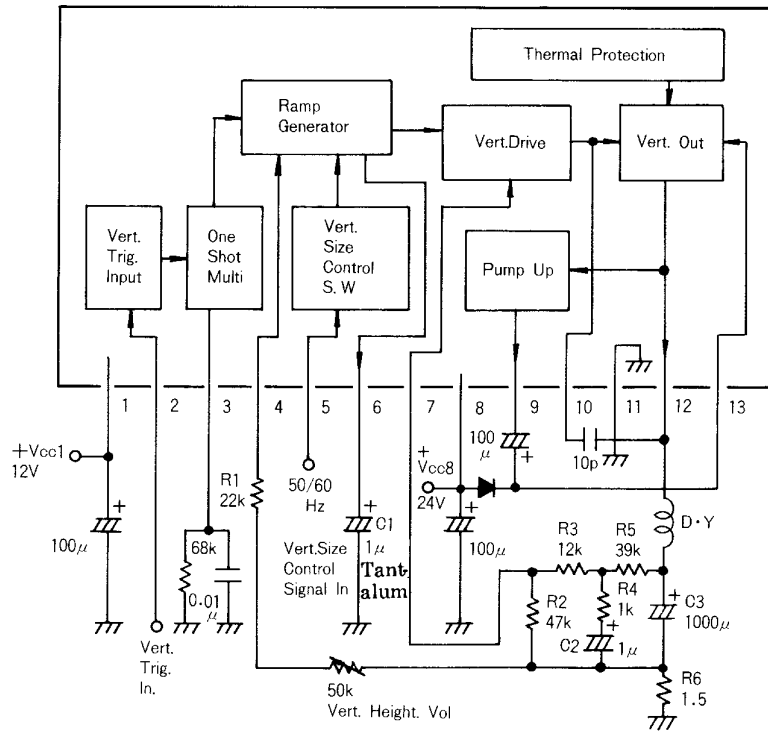 Thermal Protection
Ramp
Generator
Vert.Drive
Vert. Out
Vert.
Trig.
Input
One
Shot
Multi
Vert.
Size
Control
S. W
Pump Up
1
2
3
4
5
6
7
8
9
10
11
12
13
+Vcc1
12V
100μ
+
68k
0.01
μ
Vert.
Trig.
In.
R1
22k
50/60
Hz
Vert.Size
Control
Signal In
+
C1
1μ
Tant
alum
50k
Vert. Height. Vol
+
Vcc8
24V
+
100μ
100
μ
+
10p
D·Y
R3
12k
R5
39k
R2
47k
R4
1k
+
C2
1μ
+
C3
1000μ
R6
1.5